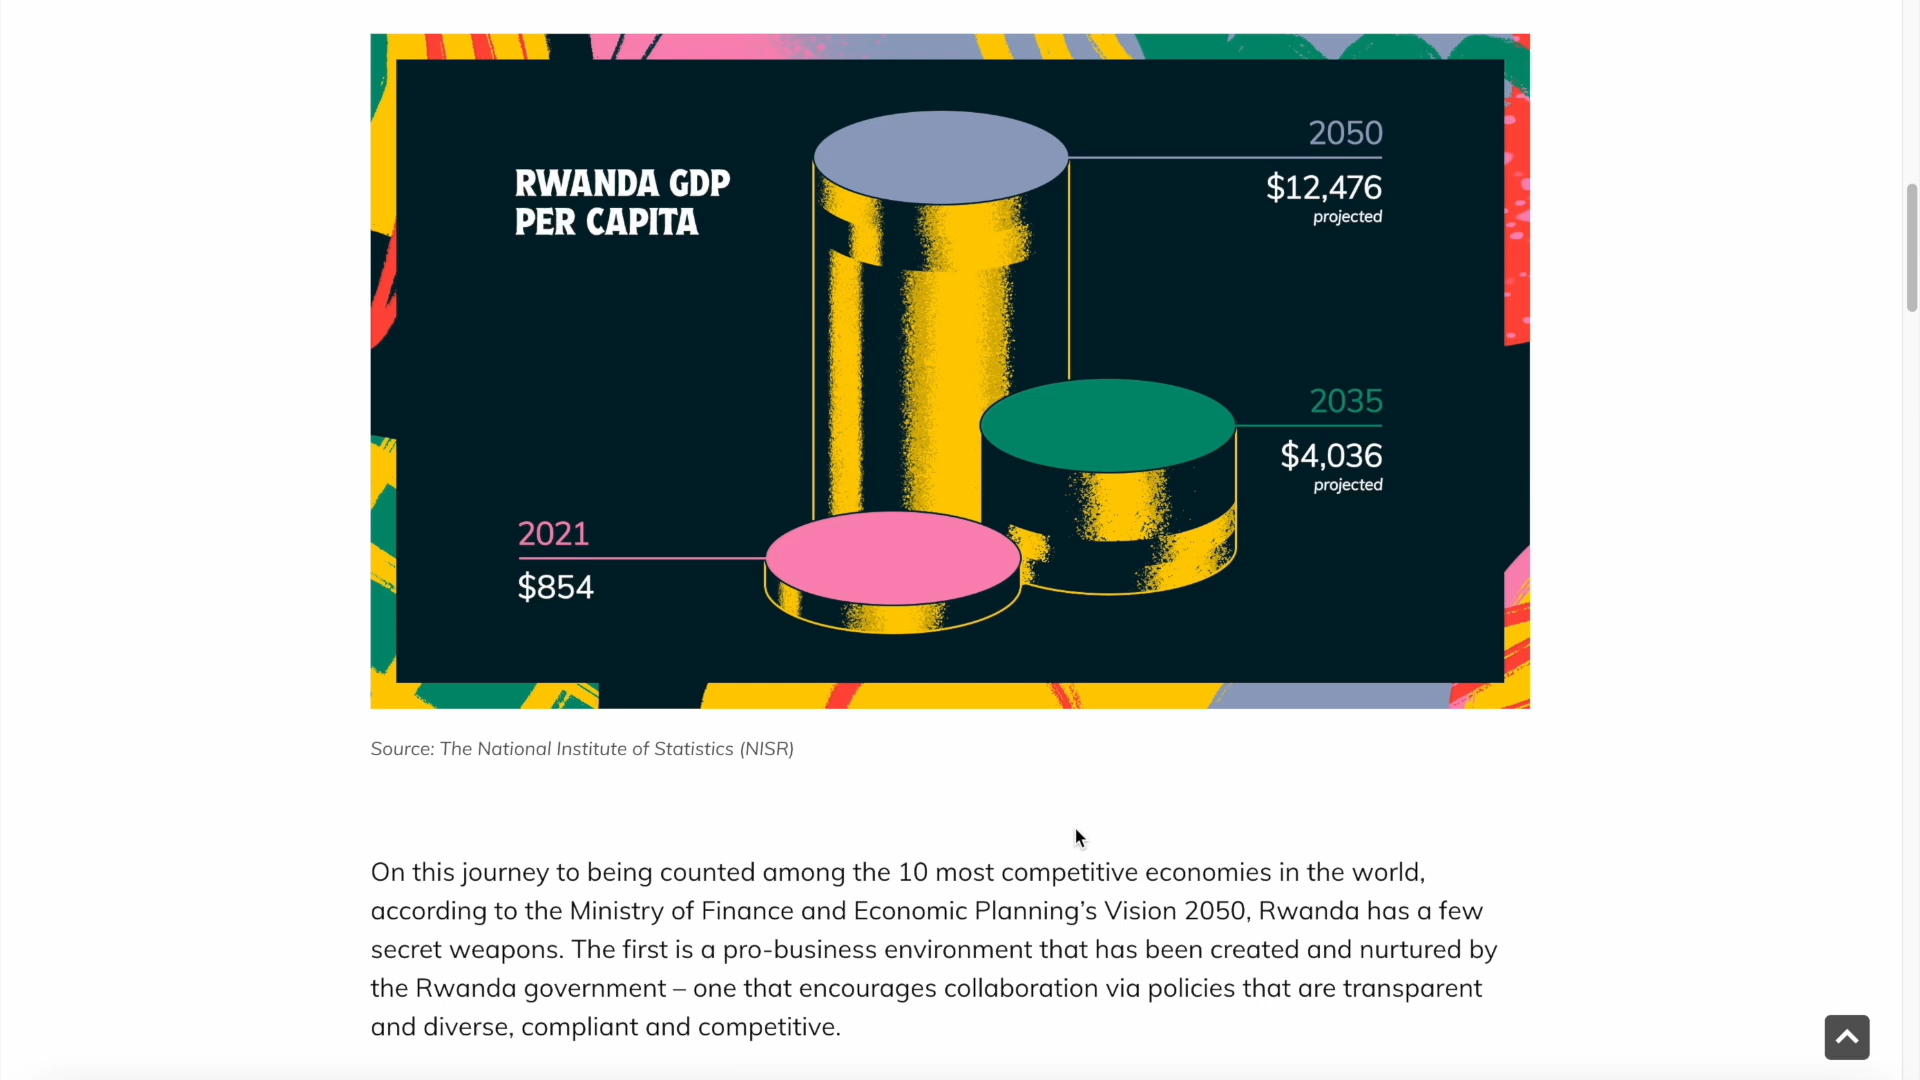 RWANDA GDP
PER CAPITA
2050
$12,476
projected
2035
$4,036
projected
2021
$854
Source: The National Institute of Statistics (NISR)
On this journey to being counted among the 10 most competitive economies in the world,
according to the Ministry of Finance and Economic Planning’s Vision 2050, Rwanda has a few
secret weapons. The first is a pro-business environment that has been created and nurtured by
the Rwanda government – one that encourages collaboration via policies that are transparent
and diverse, compliant and competitive.